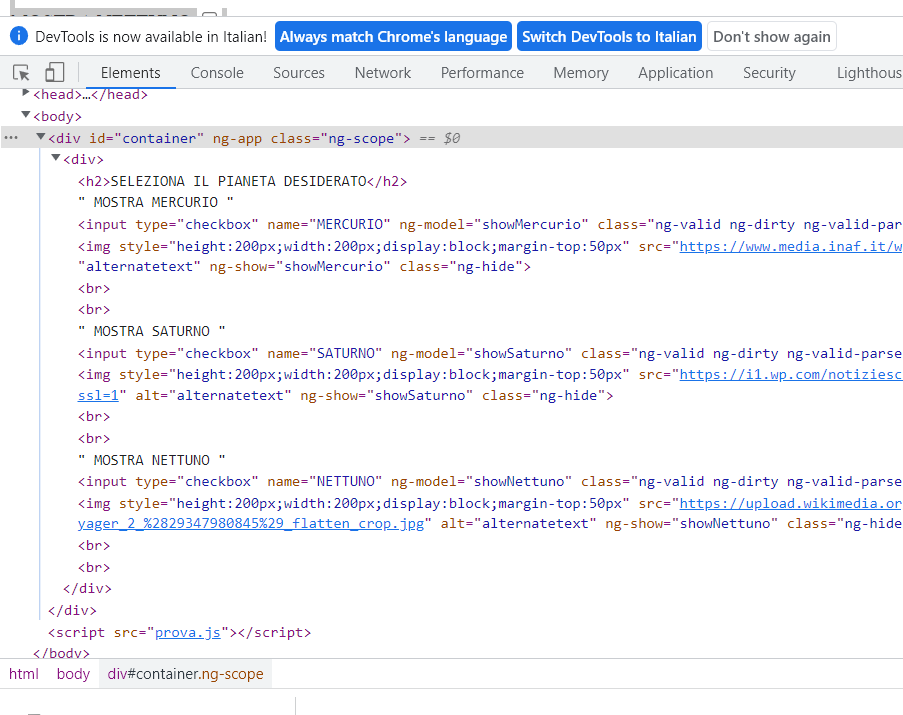 DevTools is now available in Italian! Always match Chrome's language Switch DevTools to Italian Don't show again
Elements Console Sources Network Performance Memory Application Security Lighthous
<head>…</head>
<body>
<div id="container" ng-app class="ng-scope"> == $0
<div>
<h2>SELEZIONA IL PIANETA DESIDERATO</h2>
" MOSTRA MERCURIO "
<input type="checkbox" name="MERCURIO" ng-model="showMercurio" class="ng-valid ng-dirty ng-valid-par
<img style="height:200px;width:200px;display:block;margin-top:50px" src="https://www.media.inaf.it/w
"alternatetext" ng-show="showMercurio" class="ng-hide">
<br>
<br>
" MOSTRA SATURNO "
<input type="checkbox" name="SATURNO" ng-model="showSaturno" class="ng-valid ng-dirty ng-valid-parse
<img style="height:200px;width:200px;display:block;margin-top:50px" src="https://i1.wp.com/notiziesc
ssl=1" alt="alternatetext" ng-show="showSaturno" class="ng-hide">
<br>
<br>
" MOSTRA NETTUNO "
<input type="checkbox" name="NETTUNO" ng-model="showNettuno" class="ng-valid ng-dirty ng-valid-parse
<img style="height:200px;width:200px;display:block;margin-top:50px" src="https://upload.wikimedia.or
yager_2_%2829347980845%29_flatten_crop.jpg" alt="alternatetext" ng-show="showNettuno" class="ng-hide
<br>
<br>
</div>
</div>
<script src="prova.js"></script>
</body>
html body div#container.ng-scope